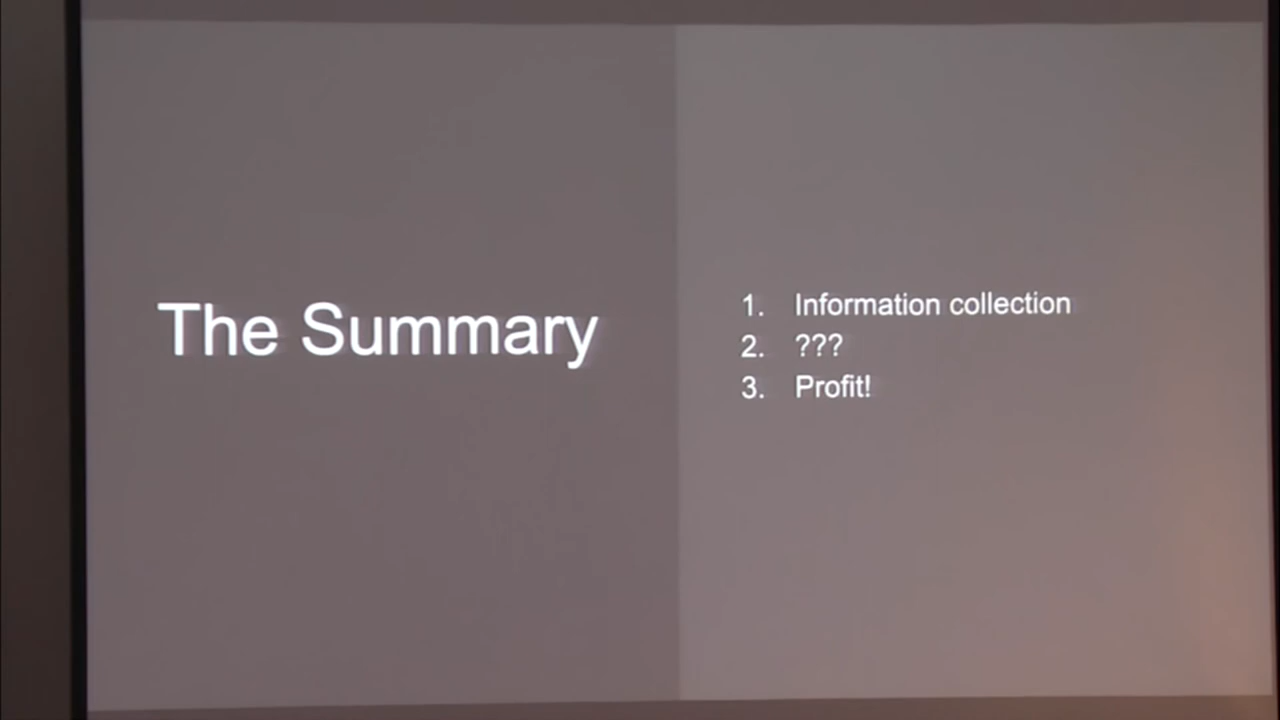 The Summary
1. Information collection
2. ???
3. Profit!